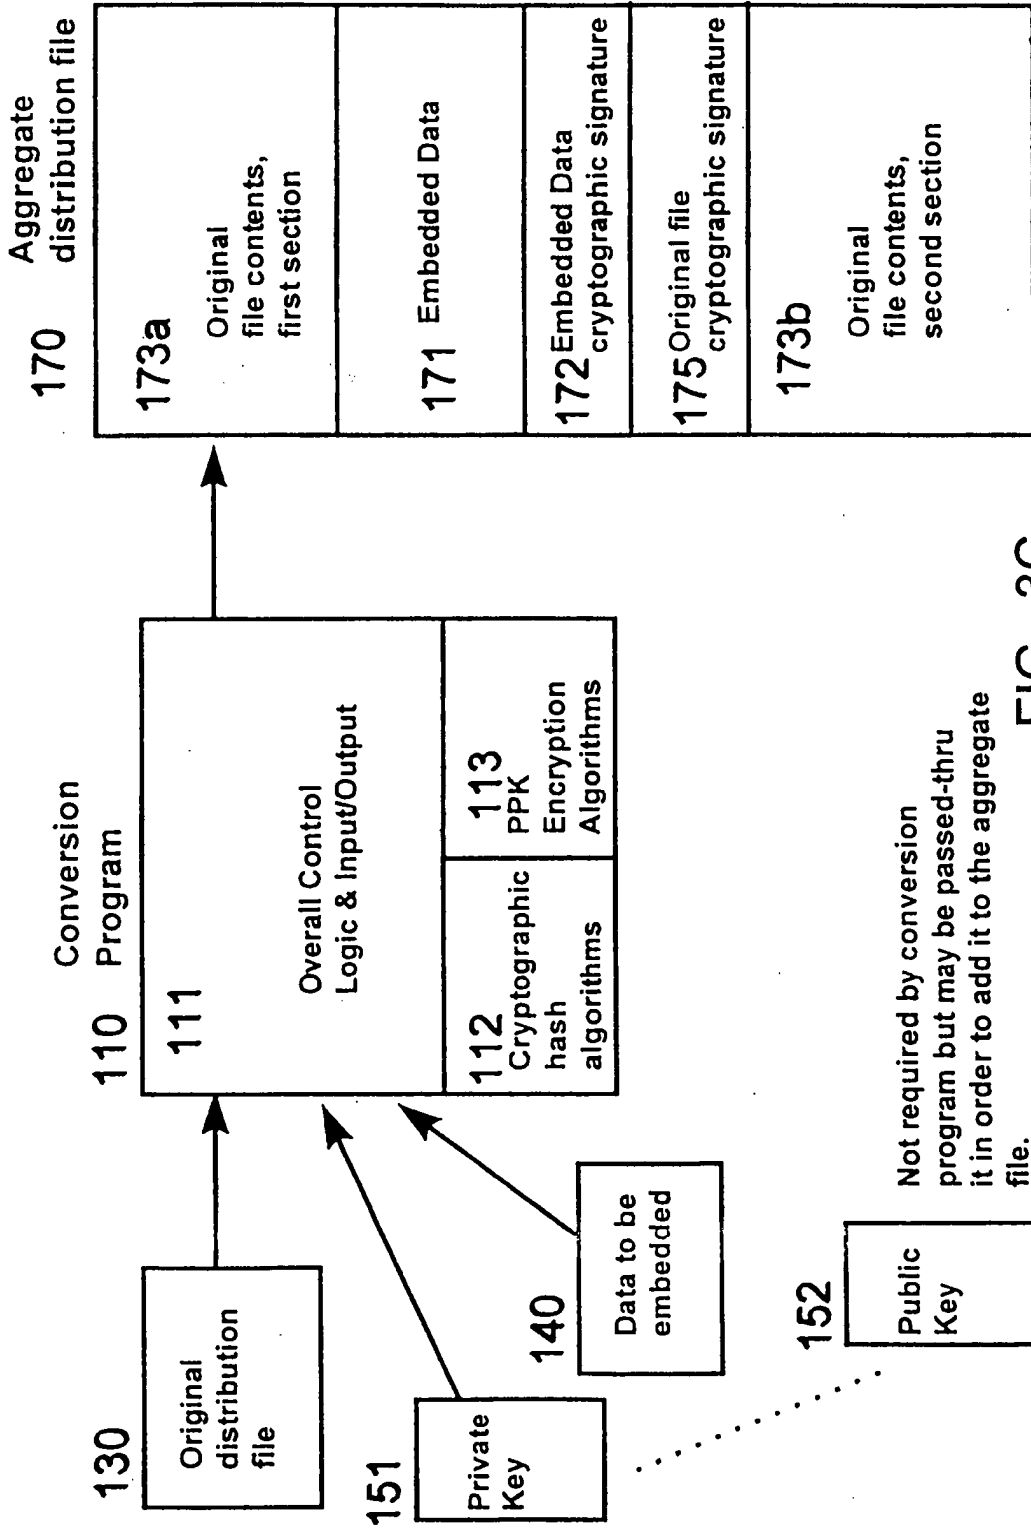 130
Original
distribution
file
151
Private
Key
140
Data to be
embedded
152
Public
Key
Not required by conversion
program but may be passed-thru
it in order to add it to the aggregate
file.
Conversion
110 Program
111
Overall Control
Logic & Input/Output
112
Cryptographic
hash
algorithms
113
PPK
Encryption
Algorithms
Aggregate
170 distribution file
173a
Original
file contents,
first section
171 Embedded Data
172 Embedded Data
cryptographic signature
175 Original file
cryptographic signature
173b
Original
file contents,
second section